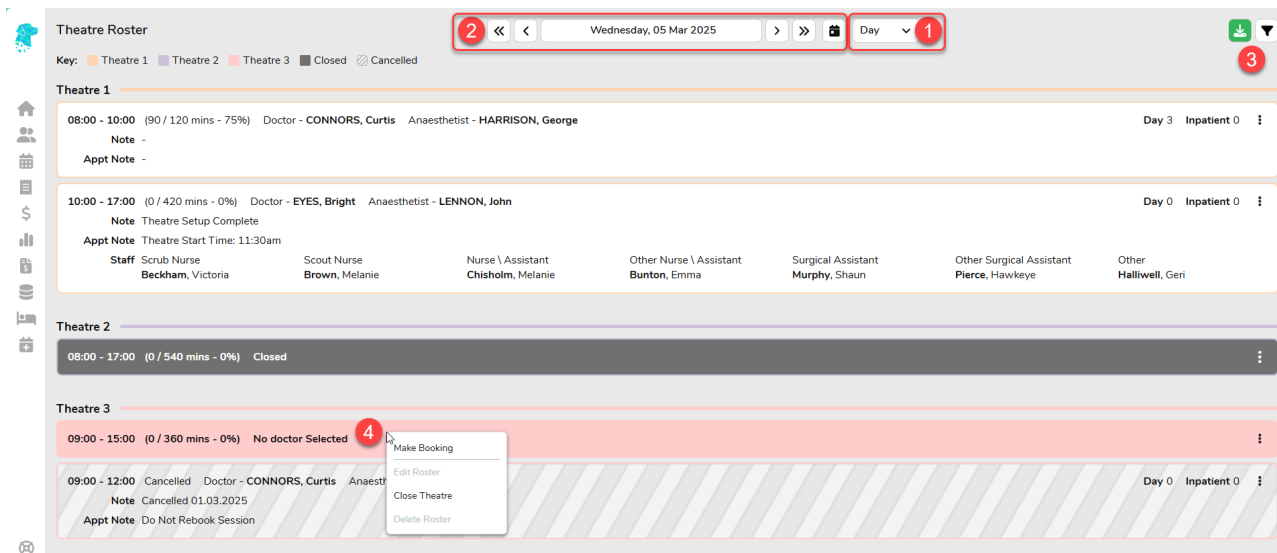 Theatre Roster
2
Wednesday, 05 Mar 2025
Day
1
3
Key: Theatre 1 Theatre 2 Theatre 3 Closed Cancelled
Theatre 1
08:00 - 10:00 (90 / 120 mins - 75%) Doctor - CONNORS, Curtis Anaesthetist - HARRISON, George Day 3 Inpatient 0
Note -
Appt Note -
10:00 - 17:00 (0 / 420 mins - 0%) Doctor - EYES, Bright Anaesthetist - LENNON, John Day 0 Inpatient 0
Note Theatre Setup Complete
Appt Note Theatre Start Time: 11:30am
Staff Scrub Nurse Scout Nurse Nurse \ Assistant Other Nurse \ Assistant Surgical Assistant Other Surgical Assistant Other
Beckham, Victoria Brown, Melanie Chisholm, Melanie Bunton, Emma Murphy, Shaun Pierce, Hawkeye Halliwell, Geri
Theatre 2
08:00 - 17:00 (0 / 540 mins - 0%) Closed
Theatre 3
09:00 - 15:00 (0 / 360 mins - 0%) No doctor Selected
4
Make Booking
Edit Roster
Close Theatre
Delete Roster
09:00 - 12:00 Cancelled Doctor - CONNORS, Curtis Anaesth Day 0 Inpatient 0
Note Cancelled 01.03.2025
Appt Note Do Not Rebook Session